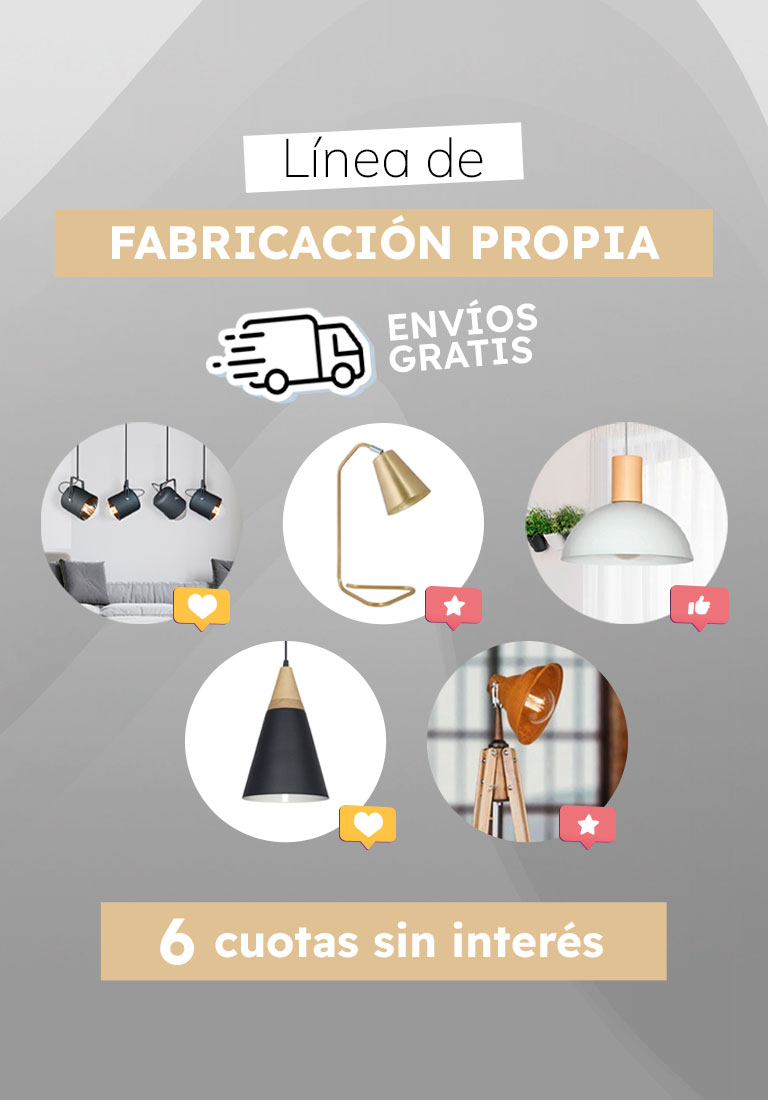 Línea de
FABRICACIÓN PROPIA
ENVÍOS
GRATIS
6 cuotas sin interés